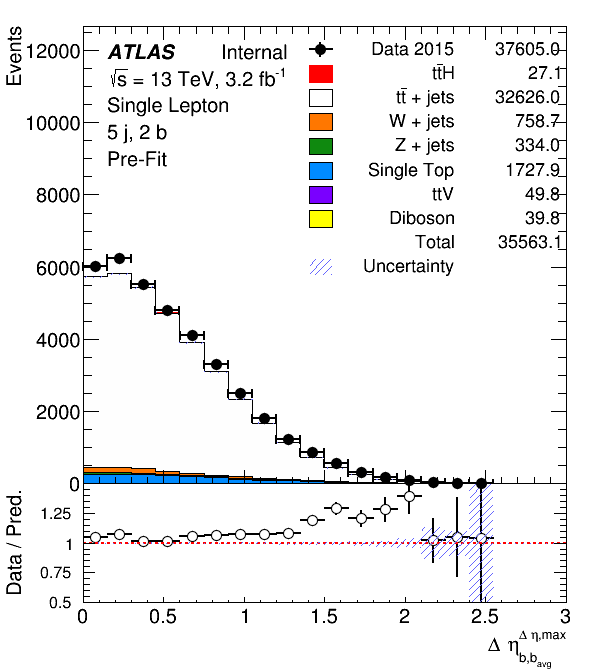 Events
12000
10000
8000
6000
4000
2000
0
ATLAS Internal
√s = 13 TeV, 3.2 fb⁻¹
Single Lepton
5 j, 2 b
Pre-Fit
Data 2015 37605.0
tt̄H 27.1
tt̄ + jets 32626.0
W + jets 758.7
Z + jets 334.0
Single Top 1727.9
ttV 49.8
Diboson 39.8
Total 35563.1
Uncertainty
Data / Pred.
1.25
1
0.75
0.5
0 0.5 1 1.5 2 2.5 3
Δ η b,b avg Δ η,max